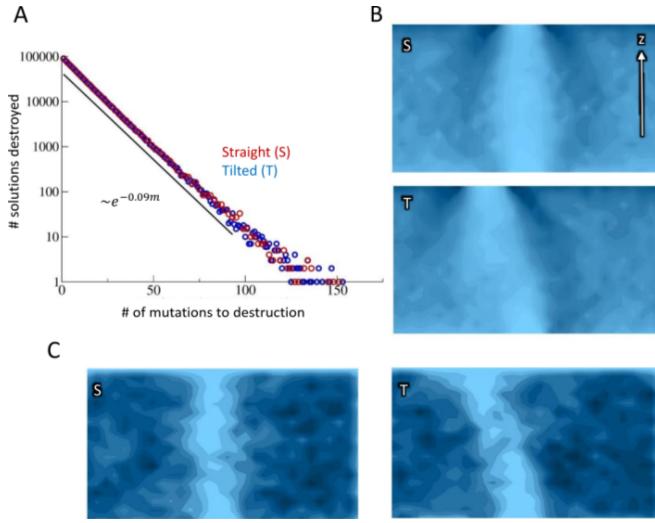 A
B
100000
10000
1000
100
10
1
0
50
100
150
# solutions destroyed
# of mutations to destruction
Straight (S)
Tilted (T)
~e^{-0.09m}
S
z
T
C
S
T